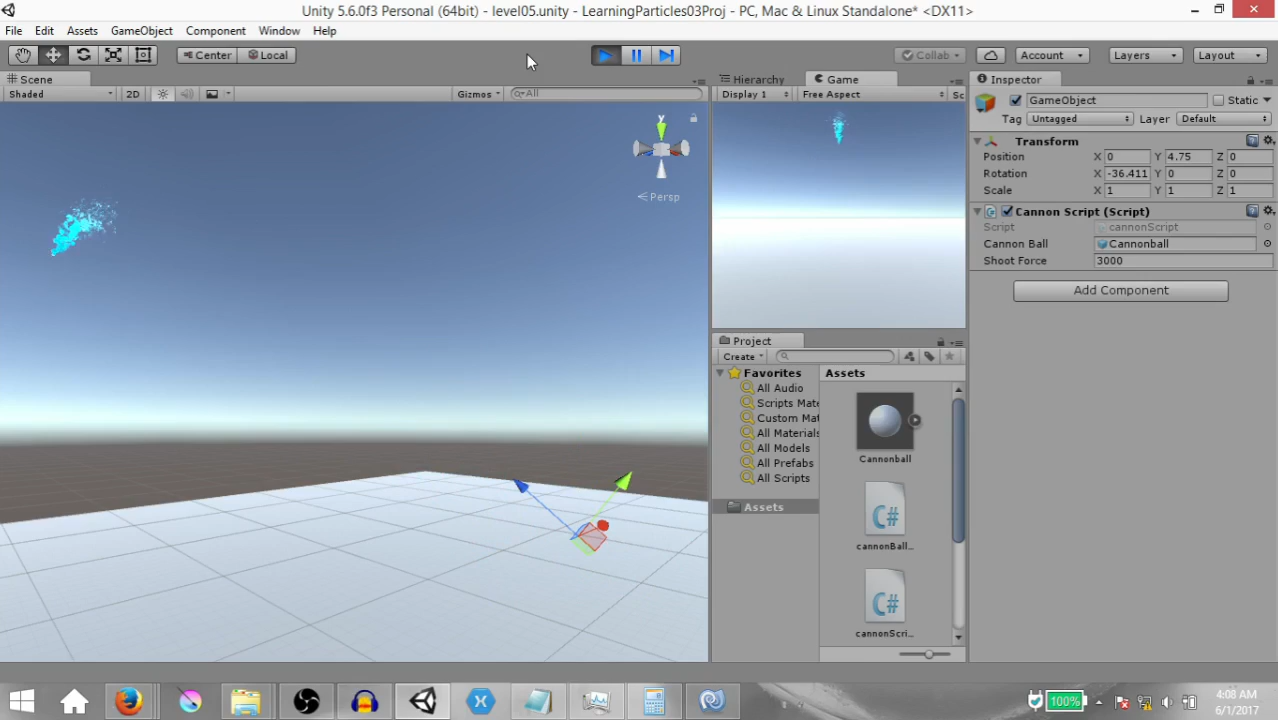 Unity 5.6.0f3 Personal (64bit) - level05.unity - LearningParticles03Proj - PC, Mac & Linux Standalone* <DX11>
File Edit Assets GameObject Component Window Help
Center Local Collab Account Layers Layout
Scene
Shaded 2D Gizmos All
y
Persp
Hierarchy Game
Display 1 Free Aspect Sc
Project
Create
Favorites
All Audio
Scripts Mate
Custom Mat
All Materials
All Models
All Prefabs
All Scripts
Assets
Assets
Cannonball
C#
cannonBall...
C#
cannonScri...
Inspector
GameObject Static
Tag Untagged Layer Default
Transform
Position X 0 Y 4.75 Z 0
Rotation X -36.411 Y 0 Z 0
Scale X 1 Y 1 Z 1
Cannon Script (Script)
Script cannonScript
Cannon Ball Cannonball
Shoot Force 3000
Add Component
100%
4:08 AM
6/1/2017